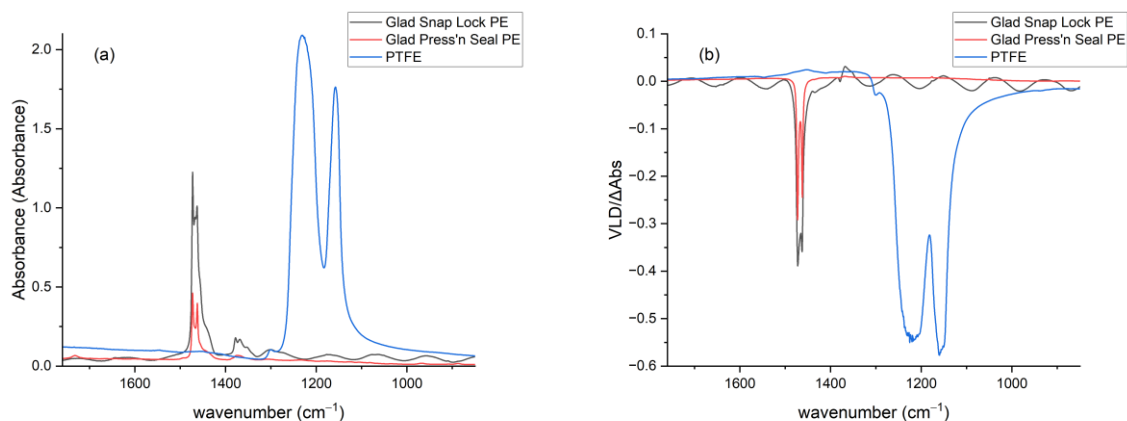 (a)
Glad Snap Lock PE
Glad Press'n Seal PE
PTFE
2.0
1.5
1.0
0.5
0.0
Absorbance (Absorbance)
1600 1400 1200 1000
wavenumber (cm⁻¹)
(b)
Glad Snap Lock PE
Glad Press'n Seal PE
PTFE
0.1
0.0
−0.1
−0.2
−0.3
−0.4
−0.5
−0.6
VLD/ΔAbs
1600 1400 1200 1000
wavenumber (cm⁻¹)